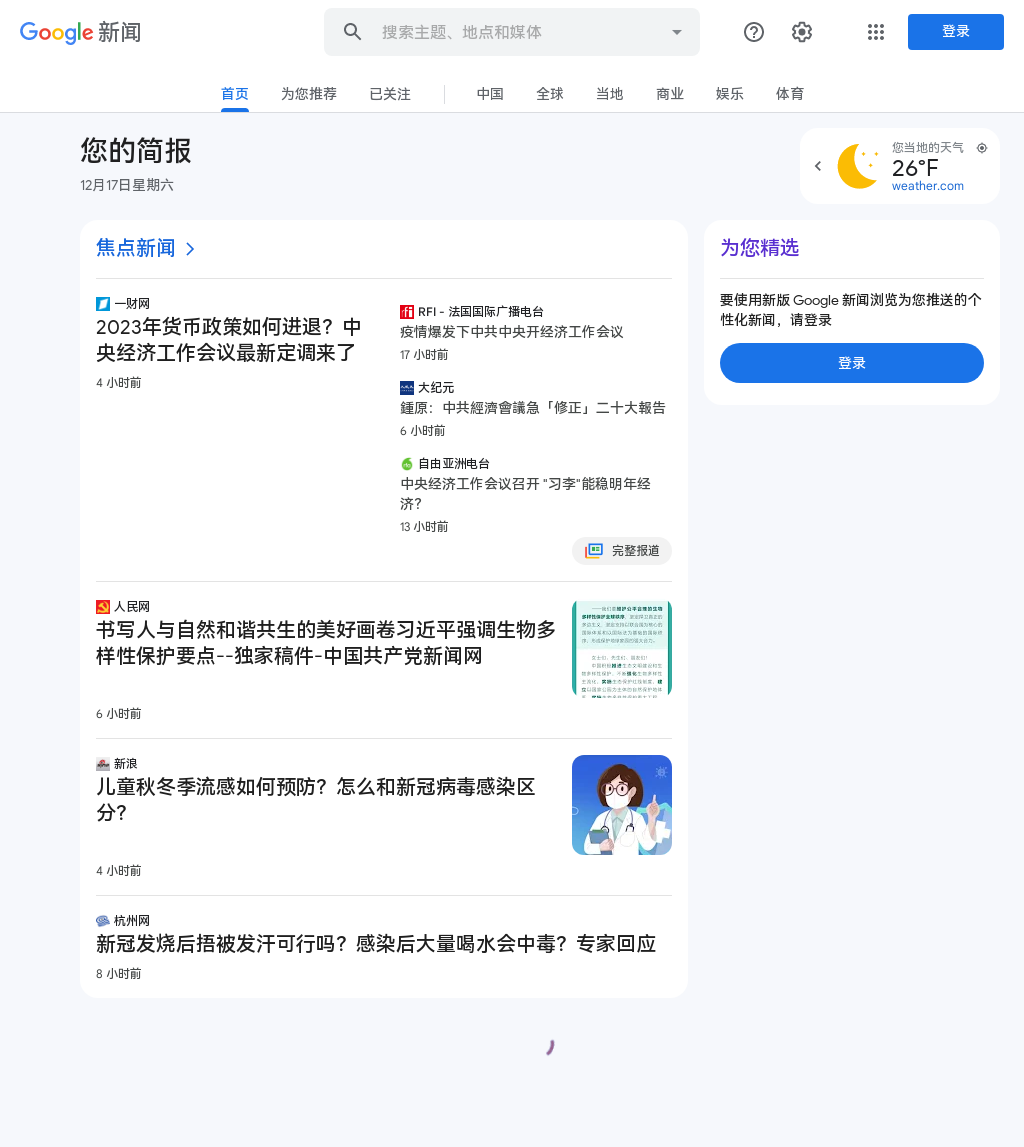 Google 新闻
搜索主题、地点和媒体
登录
首页
为您推荐
已关注
中国
全球
当地
商业
娱乐
体育
您的简报
12月17日星期六
您当地的天气
26°F
weather.com
焦点新闻
一财网
2023年货币政策如何进退？中
央经济工作会议最新定调来了
4 小时前
RFI - 法国国际广播电台
疫情爆发下中共中央开经济工作会议
17 小时前
大纪元
鍾原：中共經濟會議急「修正」二十大報告
6 小时前
自由亚洲电台
中央经济工作会议召开 "习李"能稳明年经
济？
13 小时前
完整报道
人民网
书写人与自然和谐共生的美好画卷习近平强调生物多
样性保护要点--独家稿件-中国共产党新闻网
6 小时前
新浪
儿童秋冬季流感如何预防？怎么和新冠病毒感染区
分？
4 小时前
杭州网
新冠发烧后捂被发汗可行吗？感染后大量喝水会中毒？专家回应
8 小时前
为您精选
要使用新版 Google 新闻浏览为您推送的个
性化新闻，请登录
登录